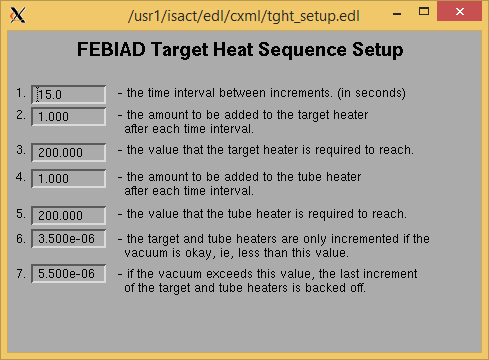 /usr1/isact/edl/cxml/tght_setup.edl
FEBIAD Target Heat Sequence Setup
1. 15.0 - the time interval between increments. (in seconds)
2. 1.000 - the amount to be added to the target heater
after each time interval.
3. 200.000 - the value that the target heater is required to reach.
4. 1.000 - the amount to be added to the tube heater
after each time interval.
5. 200.000 - the value that the tube heater is required to reach.
6. 3.500e-06 - the target and tube heaters are only incremented if the
vacuum is okay, ie, less than this value.
7. 5.500e-06 - if the vacuum exceeds this value, the last increment
of the target and tube heaters is backed off.